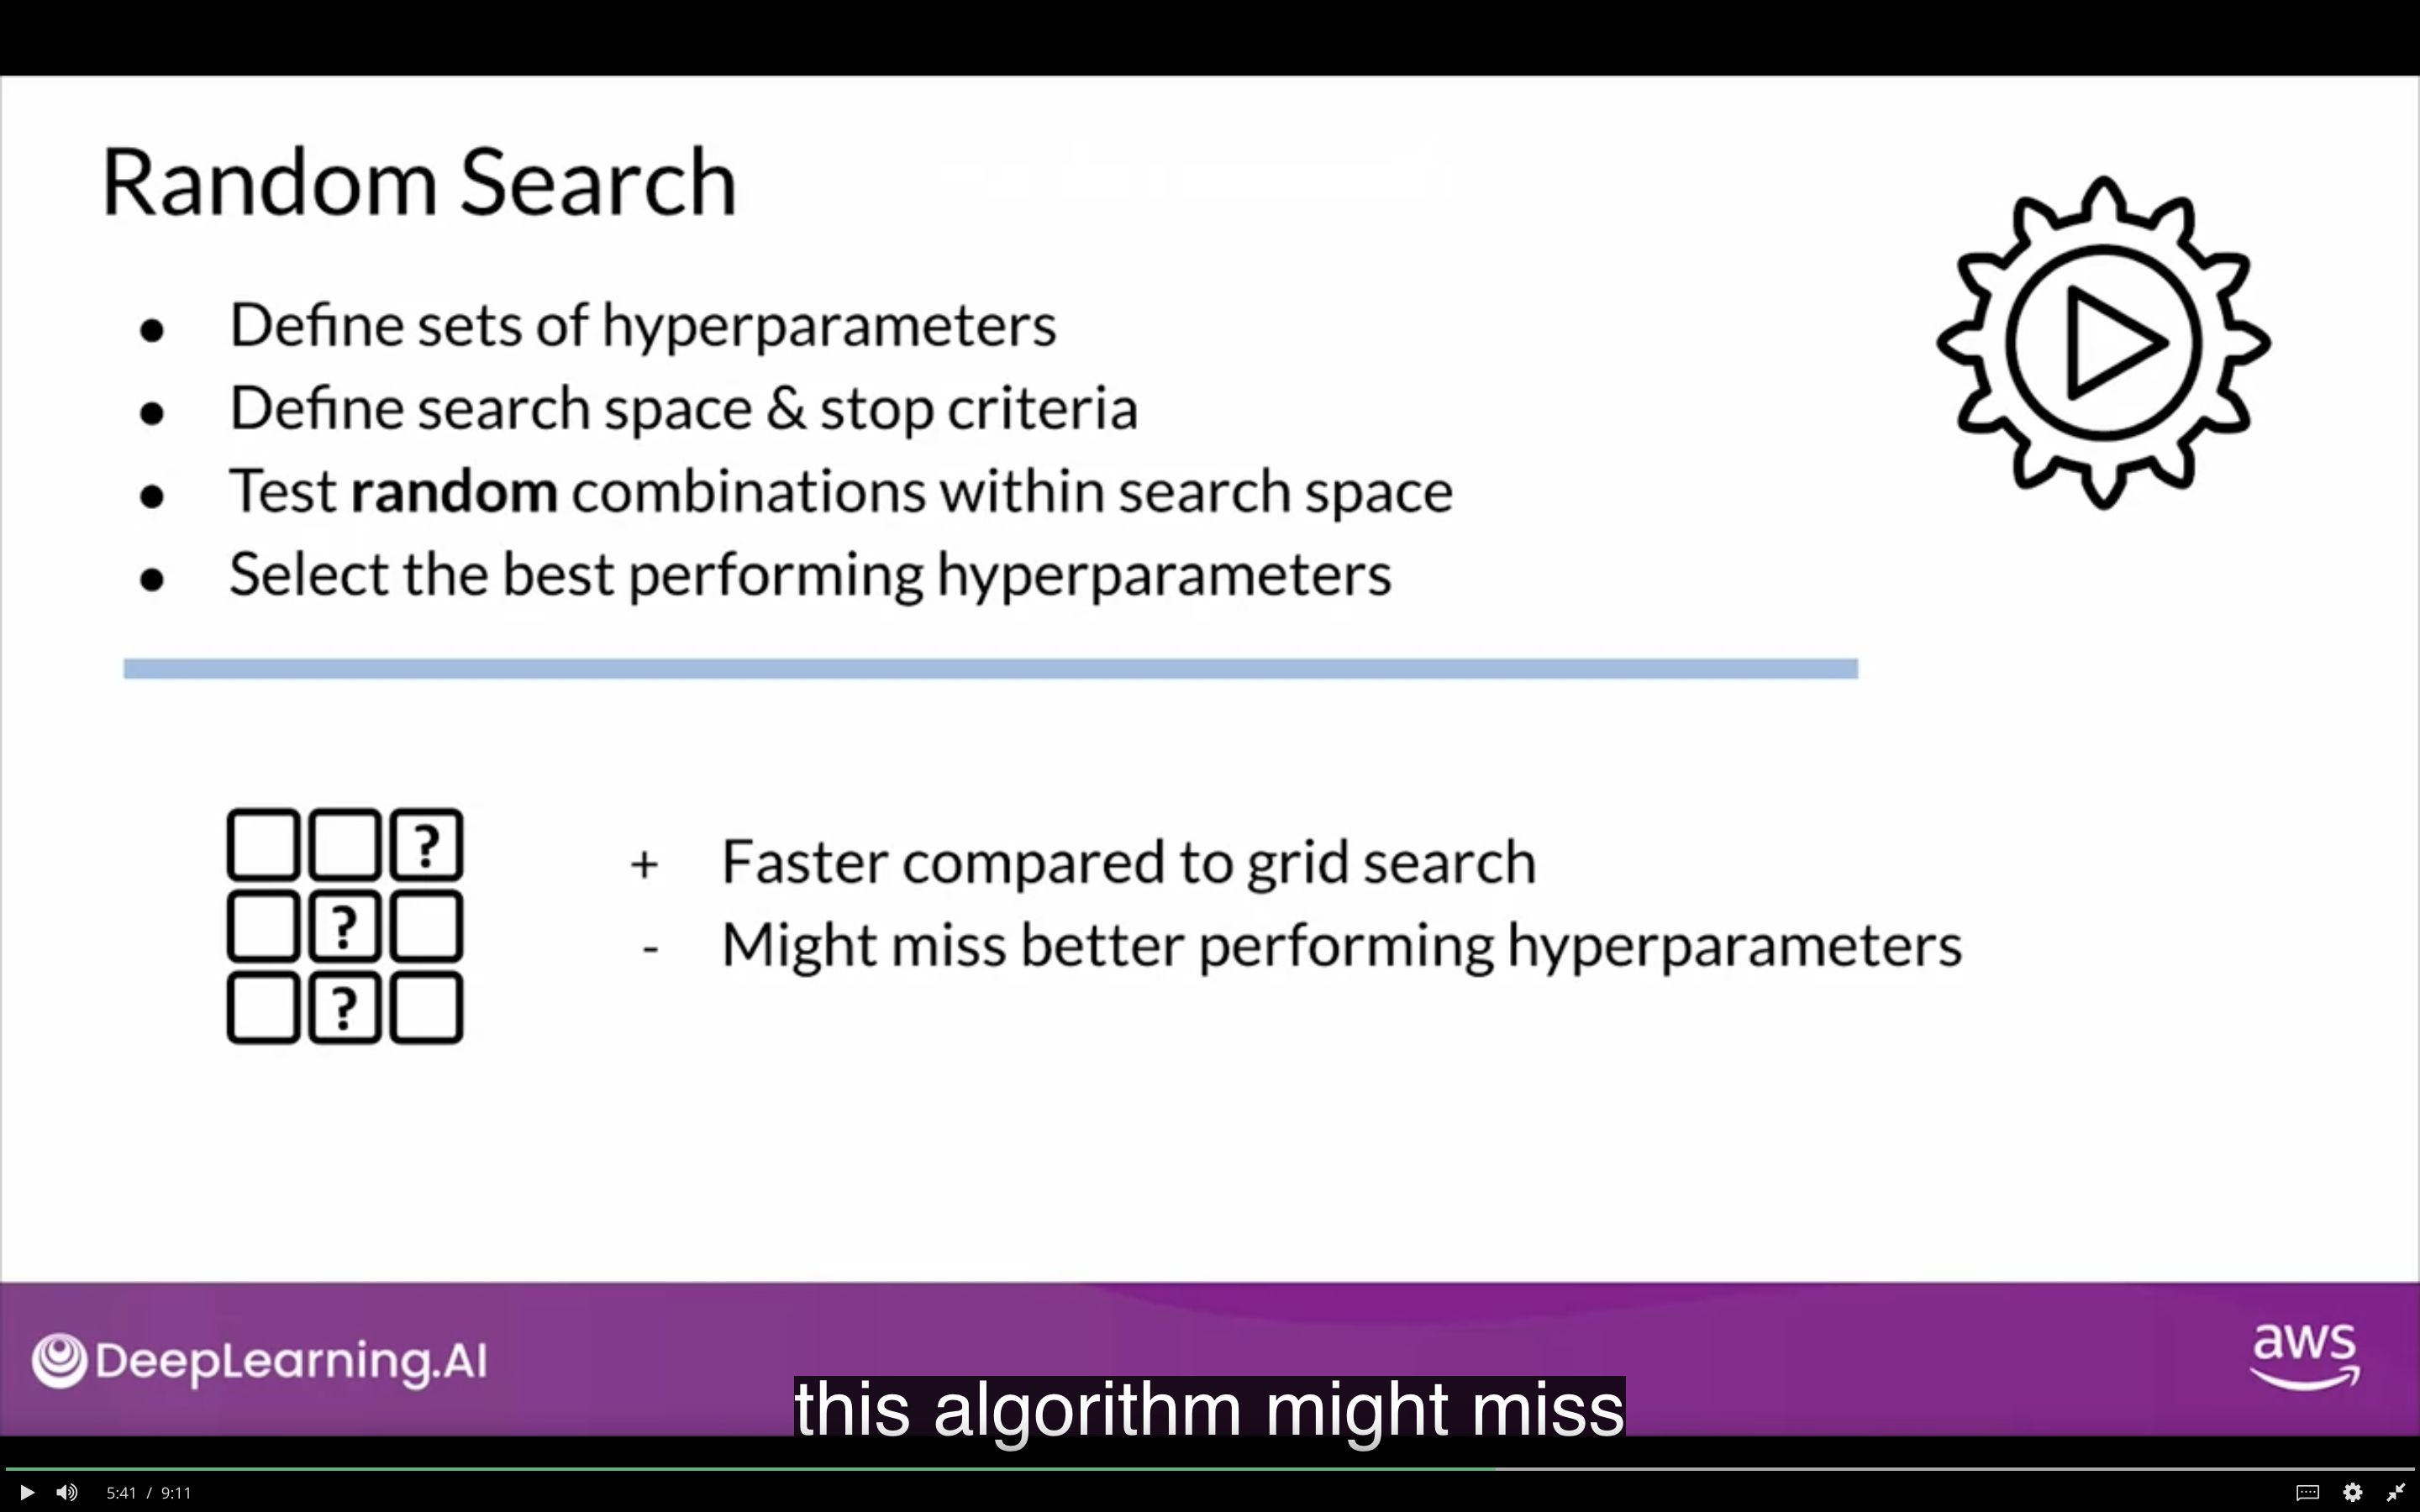 Random Search
● Define sets of hyperparameters
● Define search space & stop criteria
● Test random combinations within search space
● Select the best performing hyperparameters
?
?
?
+ Faster compared to grid search
- Might miss better performing hyperparameters
DeepLearning.AI
aws
this algorithm might miss
5:41 / 9:11